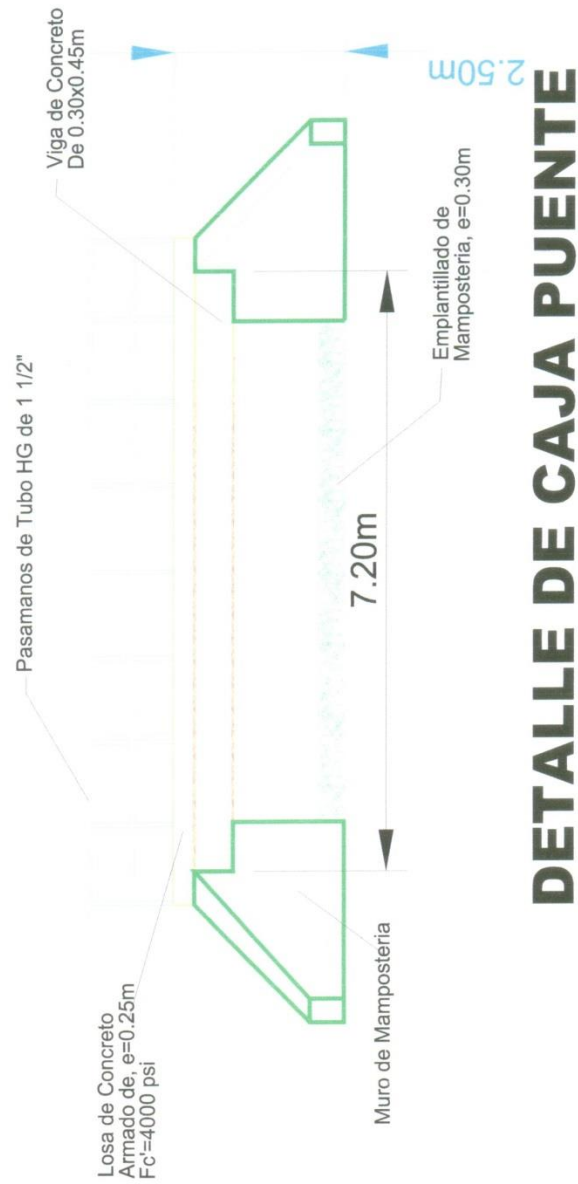 Pasamanos de Tubo HG de 1 1/2"
Losa de Concreto
Armado de, e=0.25m
Fc'=4000 psi
Viga de Concreto
De 0.30x0.45m
2.50m
7.20m
Muro de Mamposteria
Emplantillado de
Mamposteria, e=0.30m
DETALLE DE CAJA PUENTE